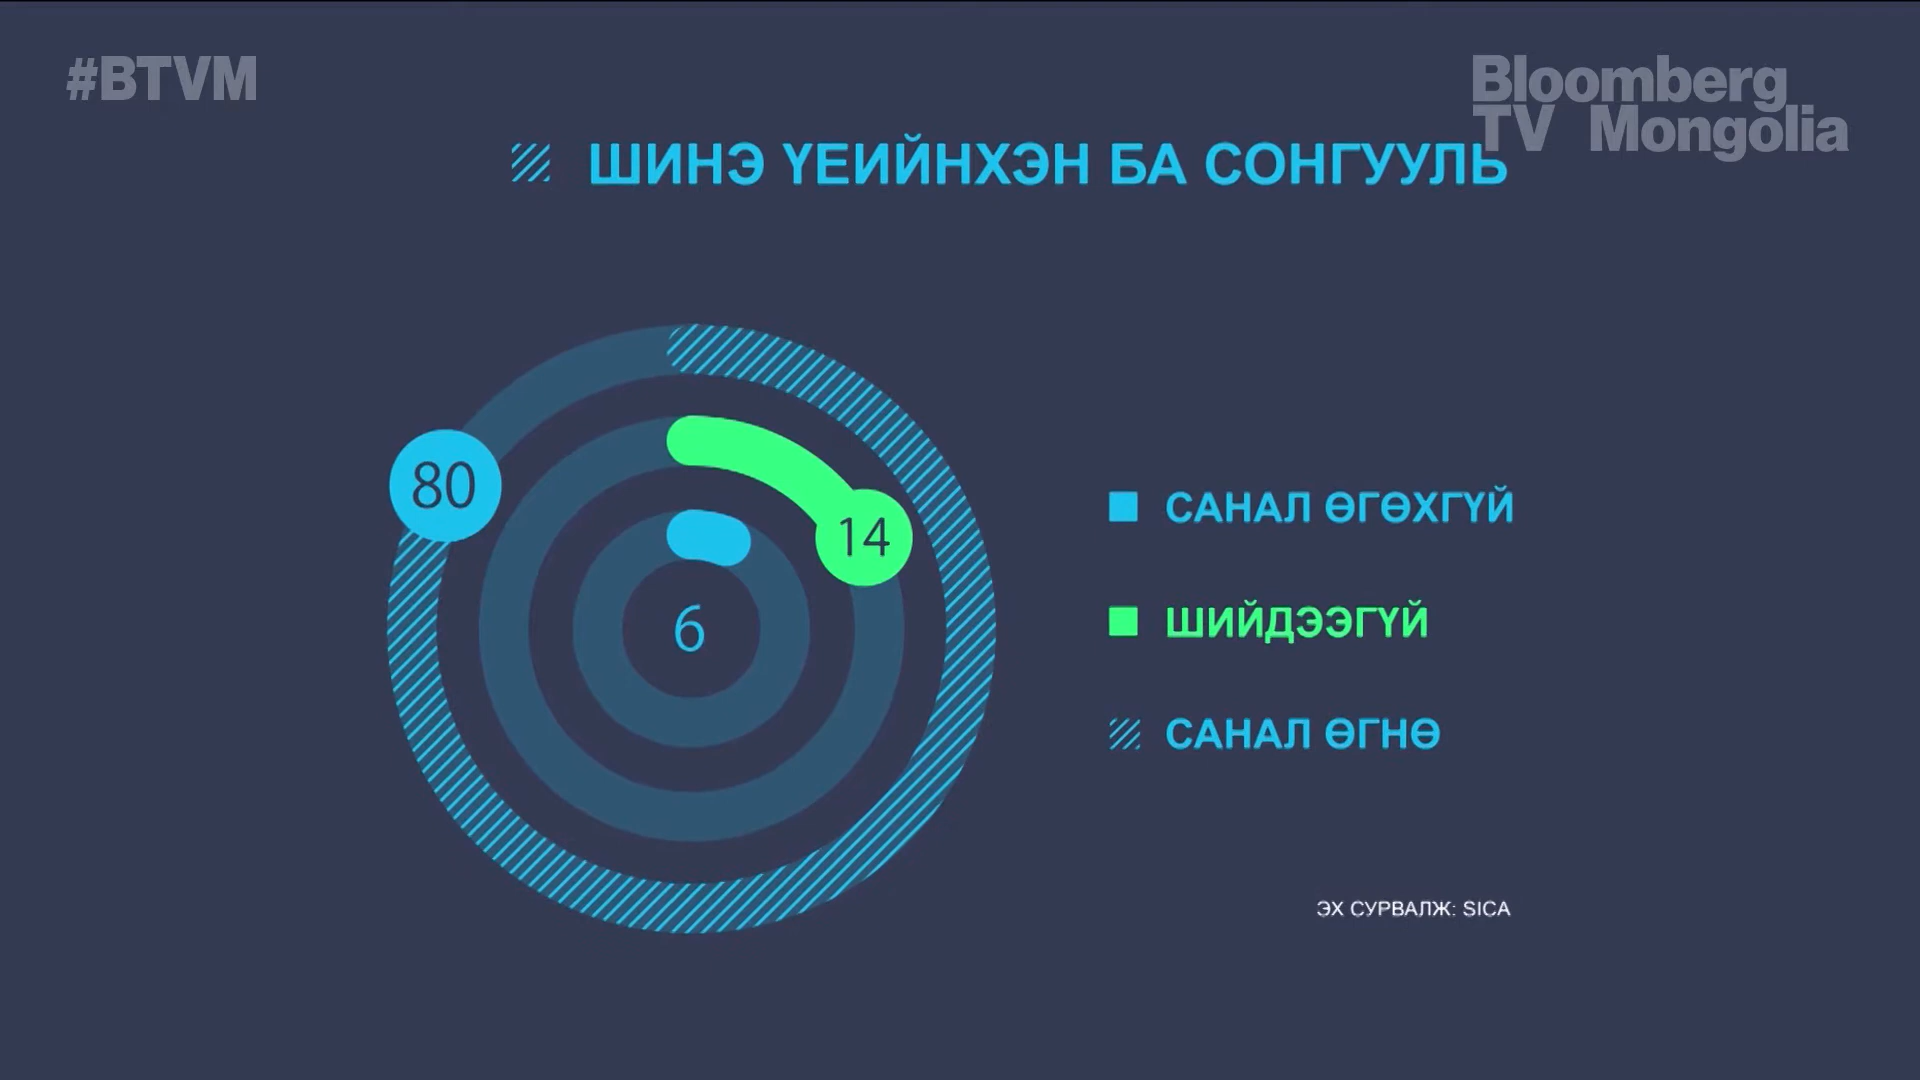 #BTVM
Bloomberg
TV Mongolia
ШИНЭ ҮЕИЙНХЭН БА СОНГУУЛЬ
80
14
6
САНАЛ ӨГӨХГҮЙ
ШИЙДЭЭГҮЙ
САНАЛ ӨГНӨ
ЭХ СУРВАЛЖ: SICA